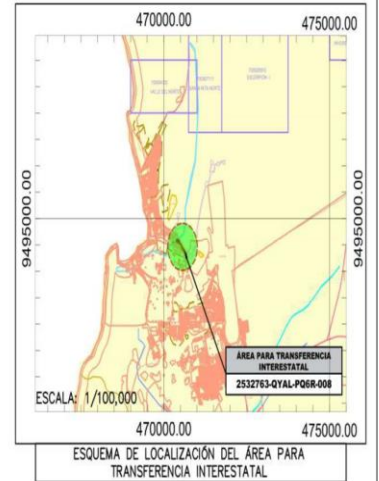 470000.00 475000.00
9495000.00 9495000.00
ÁREA PARA TRANSFERENCIA
INTERESTATAL
2532763-QYAL-PQ6R-008
ESCALA: 1/100,000
470000.00 475000.00
ESQUEMA DE LOCALIZACIÓN DEL ÁREA PARA
TRANSFERENCIA INTERESTATAL